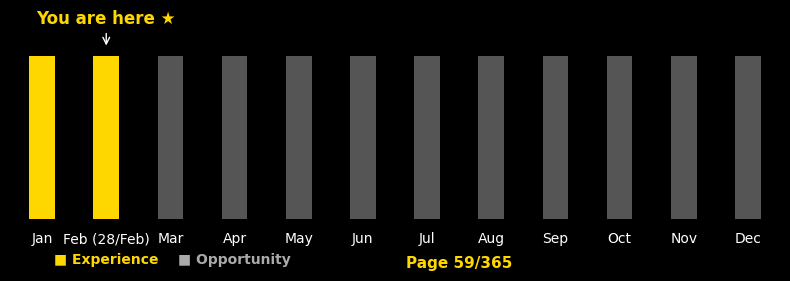 You are here ★
Jan Feb (28/Feb) Mar Apr May Jun Jul Aug Sep Oct Nov Dec
■ Experience ■ Opportunity Page 59/365